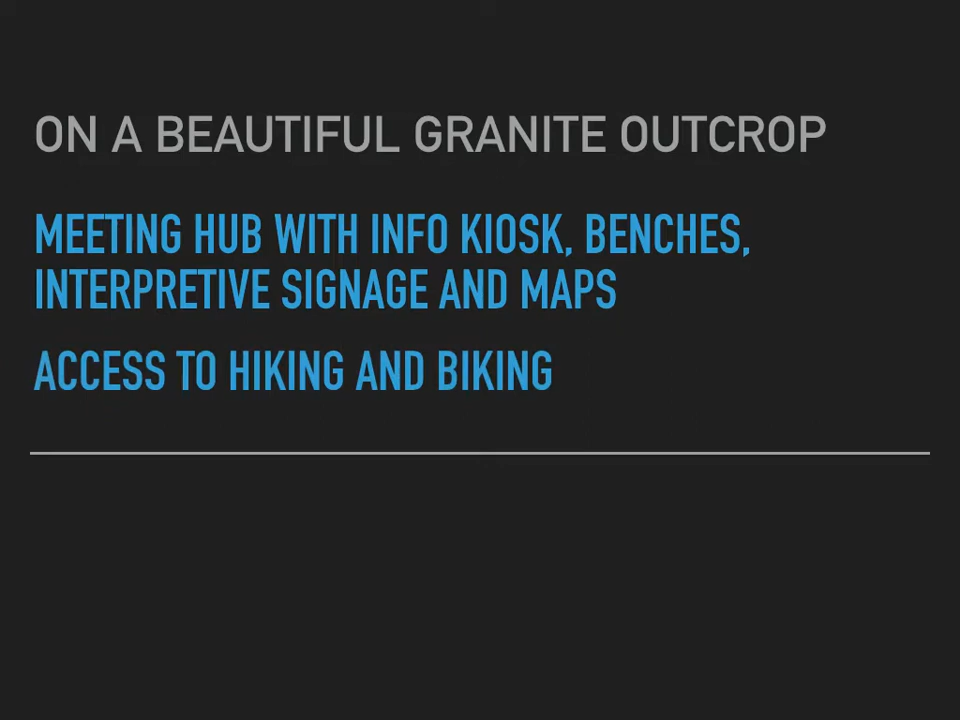 ON A BEAUTIFUL GRANITE OUTCROP
MEETING HUB WITH INFO KIOSK, BENCHES,
INTERPRETIVE SIGNAGE AND MAPS
ACCESS TO HIKING AND BIKING